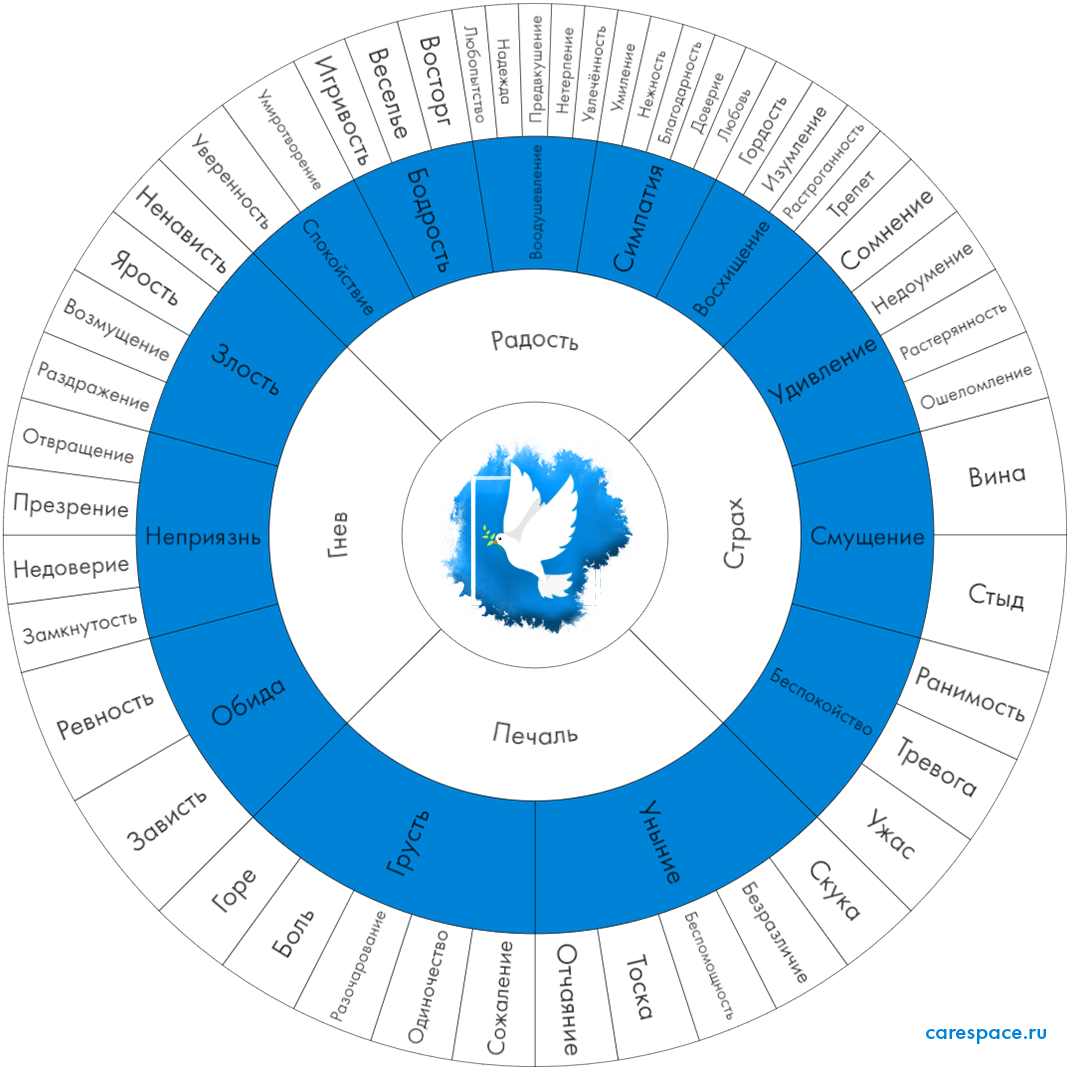 Радость
Страх
Печаль
Гнев
Спокойствие
Бодрость
Воодушевление
Симпатия
Восхищение
Удивление
Смущение
Беспокойство
Уныние
Грусть
Обида
Неприязнь
Злость
Уверенность
Умиротворение
Игривость
Веселье
Восторг
Любопытство
Надежда
Предвкушение
Нетерпение
Увлечённость
Умиление
Нежность
Благодарность
Доверие
Любовь
Гордость
Изумление
Растроганность
Трепет
Сомнение
Недоумение
Растерянность
Ошеломление
Вина
Стыд
Ранимость
Тревога
Ужас
Скука
Безразличие
Беспомощность
Тоска
Отчаяние
Сожаление
Одиночество
Разочарование
Боль
Горе
Зависть
Ревность
Замкнутость
Недоверие
Презрение
Отвращение
Раздражение
Возмущение
Ярость
Ненависть
carespace.ru